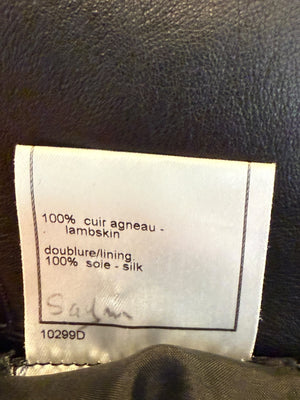 100% cuir agneau -
lambskin
doublure/lining
100% soie - silk
10299D